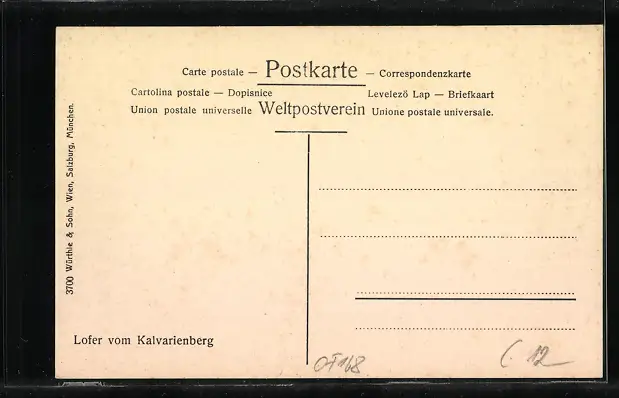 Carte postale — Postkarte — Correspondenzkarte
Cartolina postale — Dopisnice Levelező Lap — Briefkaart
Union postale universelle Weltpostverein Unione postale universale.
3700 Würthle & Sohn, Wien, Salzburg, München.
Lofer vom Kalvarienberg
12